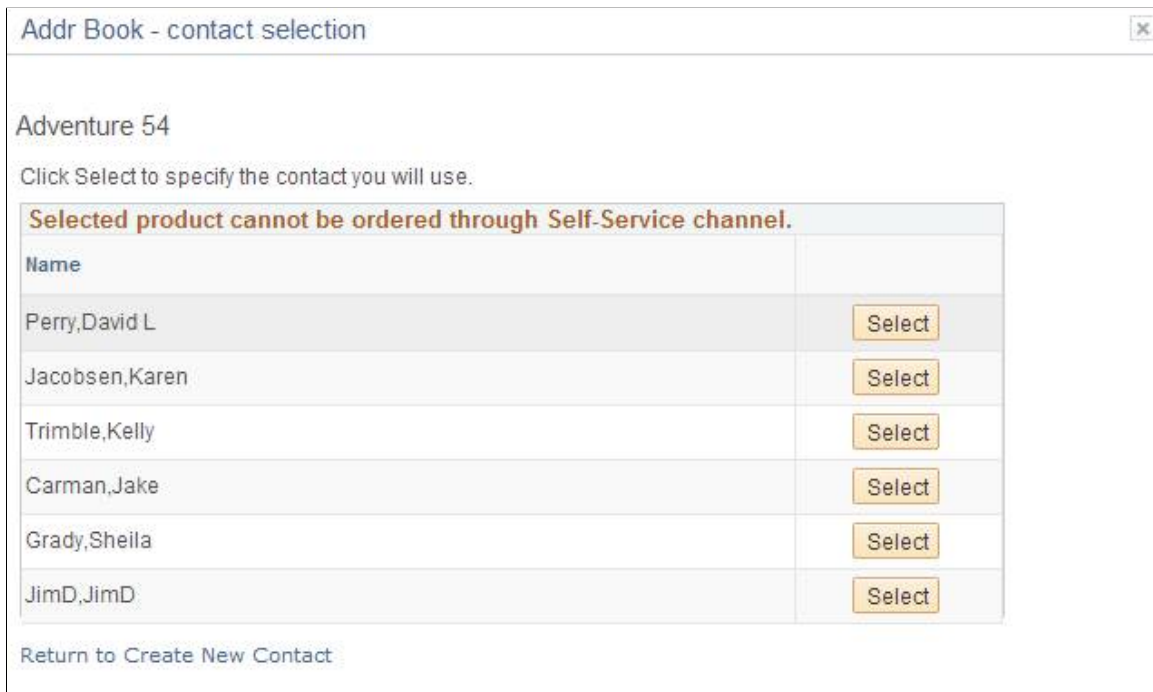 Addr Book - contact selection
Adventure 54
Click Select to specify the contact you will use.
Selected product cannot be ordered through Self-Service channel.
Name
Perry,David L Select
Jacobsen,Karen Select
Trimble,Kelly Select
Carman,Jake Select
Grady,Sheila Select
JimD,JimD Select
Return to Create New Contact